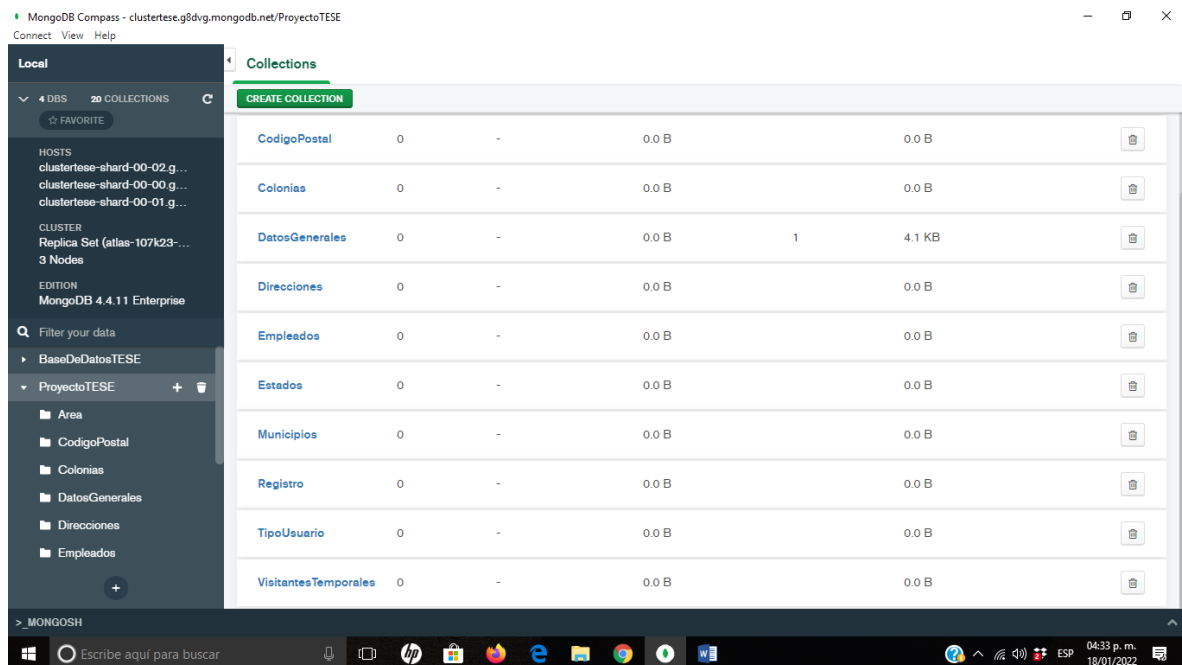 MongoDB Compass - clustertese.g8dvg.mongodb.net/ProyectoTESE
Connect View Help
Local
4 DBS 20 COLLECTIONS
FAVORITE
HOSTS
clustertese-shard-00-02.g...
clustertese-shard-00-00.g...
clustertese-shard-00-01.g...
CLUSTER
Replica Set (atlas-107k23-...
3 Nodes
EDITION
MongoDB 4.4.11 Enterprise
Filter your data
BaseDeDatosTESE
ProyectoTESE
Area
CodigoPostal
Colonias
DatosGenerales
Direcciones
Empleados
Collections
CREATE COLLECTION
CodigoPostal 0 - 0.0 B 0.0 B
Colonias 0 - 0.0 B 0.0 B
DatosGenerales 0 - 0.0 B 1 4.1 KB
Direcciones 0 - 0.0 B 0.0 B
Empleados 0 - 0.0 B 0.0 B
Estados 0 - 0.0 B 0.0 B
Municipios 0 - 0.0 B 0.0 B
Registro 0 - 0.0 B 0.0 B
TipoUsuario 0 - 0.0 B 0.0 B
VisitantesTemporales 0 - 0.0 B 0.0 B
>_MONGOSH
Escribe aquí para buscar
hp
ESP
04:33 p. m.
18/01/2022